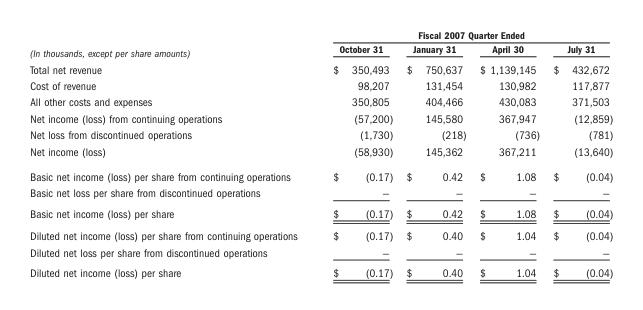 Fiscal 2007 Quarter Ended
(In thousands, except per share amounts) October 31 January 31 April 30 July 31
Total net revenue $ 350,493 $ 750,637 $ 1,139,145 $ 432,672
Cost of revenue 98,207 131,454 130,982 117,877
All other costs and expenses 350,805 404,466 430,083 371,503
Net income (loss) from continuing operations (57,200) 145,580 367,947 (12,859)
Net loss from discontinued operations (1,730) (218) (736) (781)
Net income (loss) (58,930) 145,362 367,211 (13,640)
Basic net income (loss) per share from continuing operations $ (0.17) $ 0.42 $ 1.08 $ (0.04)
Basic net loss per share from discontinued operations – – – –
Basic net income (loss) per share $ (0.17) $ 0.42 $ 1.08 $ (0.04)
Diluted net income (loss) per share from continuing operations $ (0.17) $ 0.40 $ 1.04 $ (0.04)
Diluted net loss per share from discontinued operations – – – –
Diluted net income (loss) per share $ (0.17) $ 0.40 $ 1.04 $ (0.04)